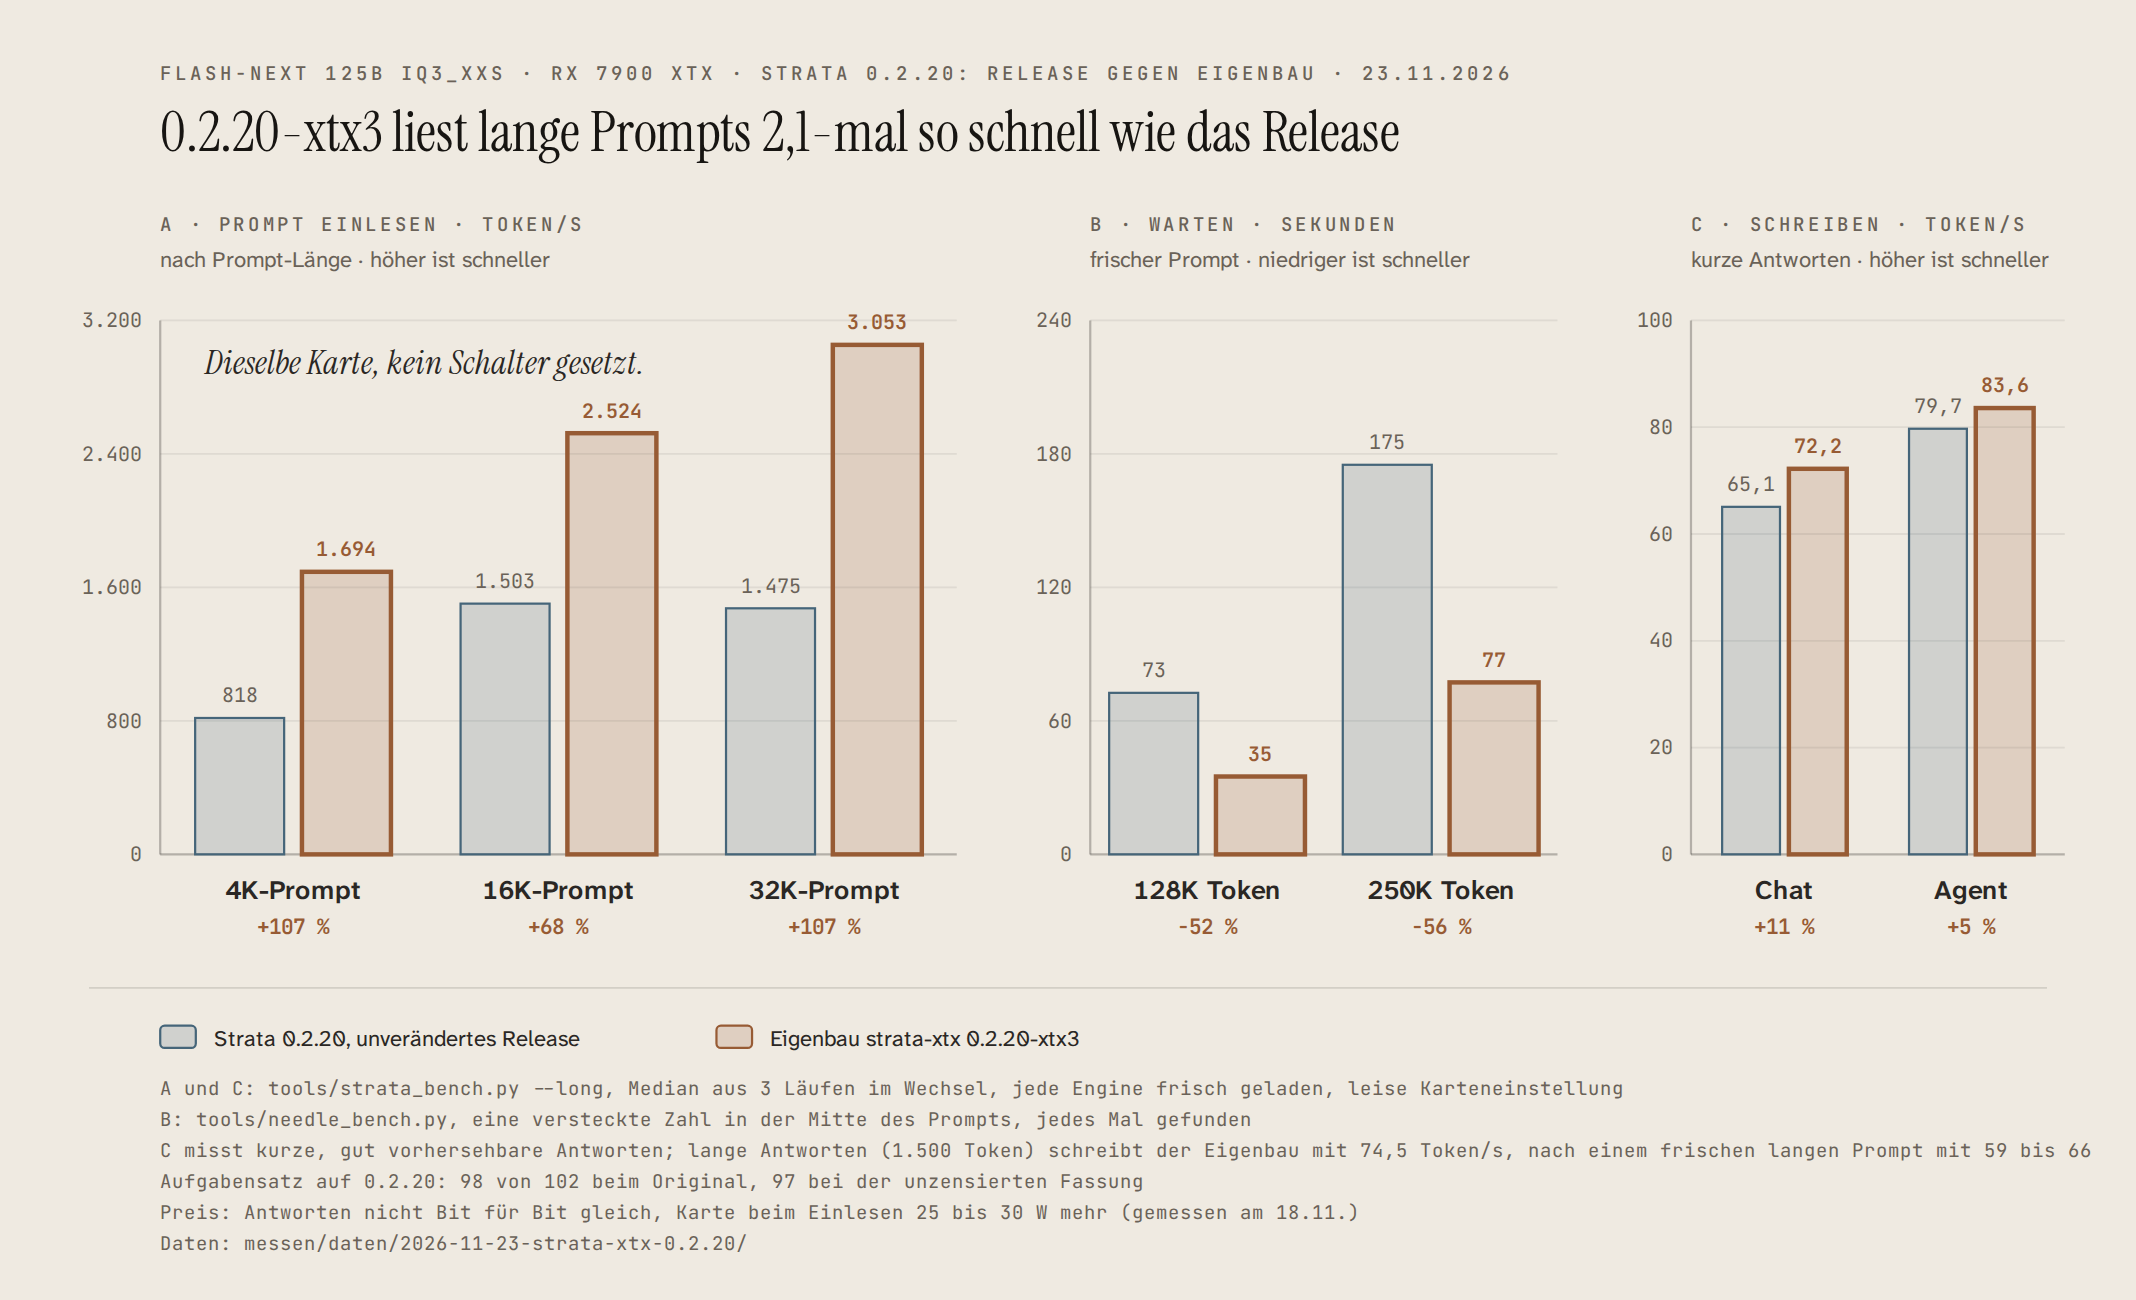 FLASH-NEXT 125B IQ3_XXS · RX 7900 XTX · STRATA 0.2.20: RELEASE GEGEN EIGENBAU · 23.11.2026
0.2.20-xtx3 liest lange Prompts 2,1-mal so schnell wie das Release
A · PROMPT EINLESEN · TOKEN/S
nach Prompt-Länge · höher ist schneller
3.200
2.400
1.600
800
0
Dieselbe Karte, kein Schalter gesetzt.
818
1.694
1.503
2.524
1.475
3.053
4K-Prompt
+107 %
16K-Prompt
+68 %
32K-Prompt
+107 %
B · WARTEN · SEKUNDEN
frischer Prompt · niedriger ist schneller
240
180
120
60
0
73
35
175
77
128K Token
-52 %
250K Token
-56 %
C · SCHREIBEN · TOKEN/S
kurze Antworten · höher ist schneller
100
80
60
40
20
0
65,1
72,2
79,7
83,6
Chat
+11 %
Agent
+5 %
Strata 0.2.20, unverändertes Release
Eigenbau strata-xtx 0.2.20-xtx3
A und C: tools/strata_bench.py --long, Median aus 3 Läufen im Wechsel, jede Engine frisch geladen, leise Karteneinstellung
B: tools/needle_bench.py, eine versteckte Zahl in der Mitte des Prompts, jedes Mal gefunden
C misst kurze, gut vorhersehbare Antworten; lange Antworten (1.500 Token) schreibt der Eigenbau mit 74,5 Token/s, nach einem frischen langen Prompt mit 59 bis 66
Aufgabensatz auf 0.2.20: 98 von 102 beim Original, 97 bei der unzensierten Fassung
Preis: Antworten nicht Bit für Bit gleich, Karte beim Einlesen 25 bis 30 W mehr (gemessen am 18.11.)
Daten: messen/daten/2026-11-23-strata-xtx-0.2.20/